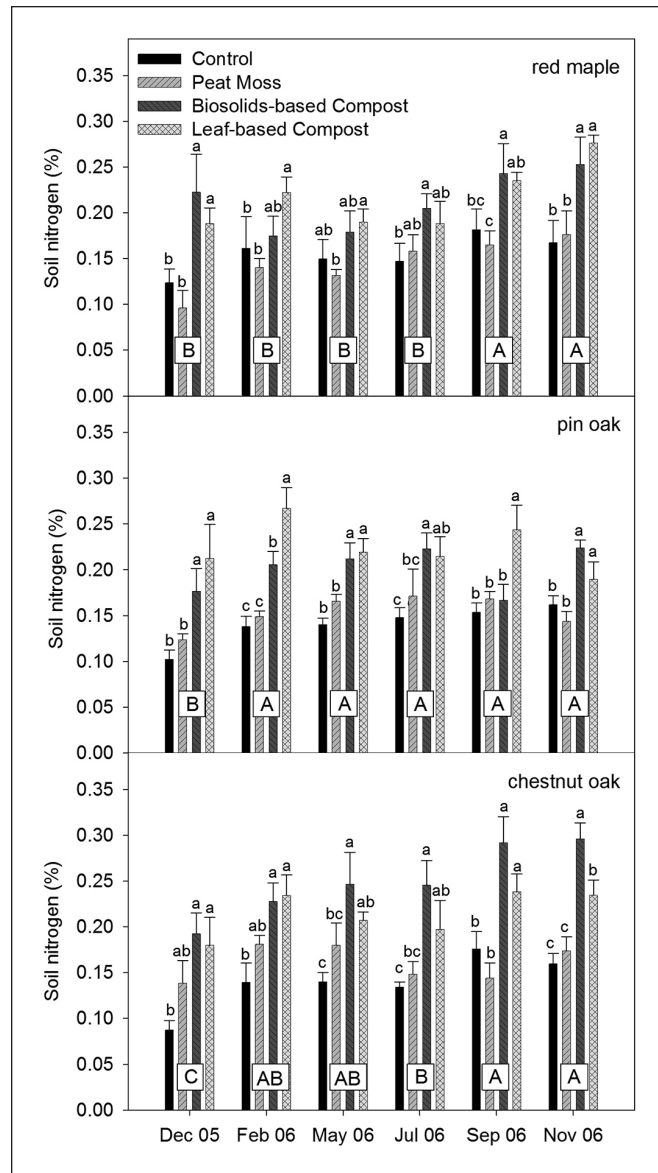 red maple
Control
Peat Moss
Biosolids-based Compost
Leaf-based Compost
Soil nitrogen (%)
0.35
0.30
0.25
0.20
0.15
0.10
0.05
0.00
b b a a
ab b ab a
ab b ab a
b ab a ab
bc c a ab
b b a a
B B B B A A
pin oak
Soil nitrogen (%)
0.35
0.30
0.25
0.20
0.15
0.10
0.05
0.00
b b a a
c c b a
b b a a
c bc a ab
b b b a
b b a a
B A A A A A
chestnut oak
Soil nitrogen (%)
0.35
0.30
0.25
0.20
0.15
0.10
0.05
0.00
b ab a a
b ab a a
c bc a ab
c bc a ab
b b a a
c c a b
C AB AB B A A
Dec 05 Feb 06 May 06 Jul 06 Sep 06 Nov 06